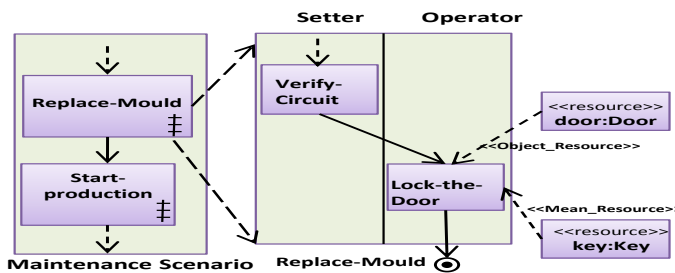 Setter Operator
Replace-Mould
Start-
production
Maintenance Scenario
Verify-
Circuit
Lock-the-
Door
Replace-Mould
<<resource>>
door:Door
<<Object_Resource>>
<<Mean_Resource>
<<resource>>
key:Key